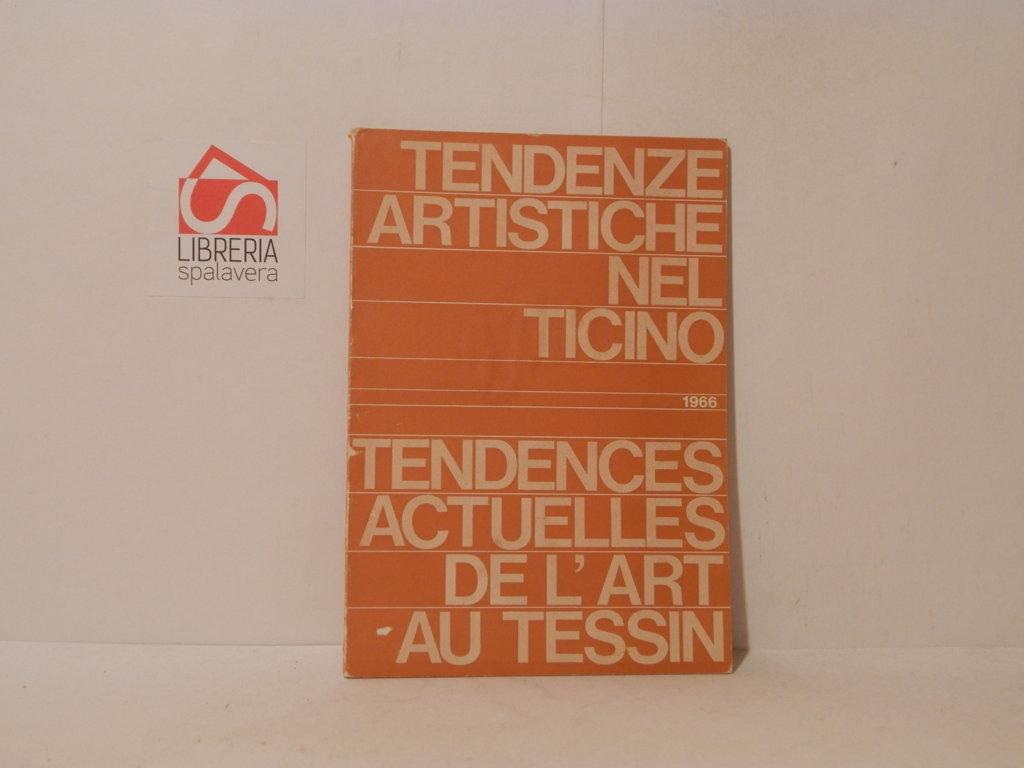 LIBRERIA
spalavera
TENDENZE
ARTISTICHE
NEL
TICINO
1966
TENDENCES
ACTUELLES
DE L'ART
AU TESSIN